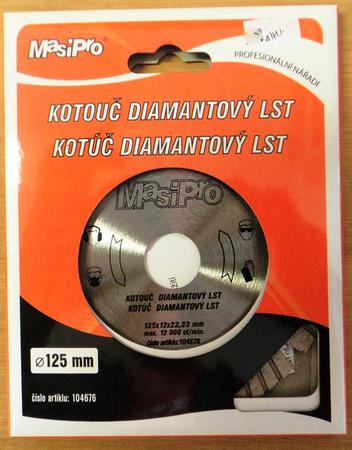 MasiPro
PROFESIONÁLNÍ NÁŘADÍ
KOTOUČ DIAMANTOVÝ LST
KOTÚČ DIAMANTOVÝ LST
MasiPro
KOTOUČ DIAMANTOVÝ LST
KOTÚČ DIAMANTOVÝ LST
125x12x22,23 mm
max. 12 000 ot/min.
číslo artiklu:104676
⌀125 mm
číslo artiklu: 104676